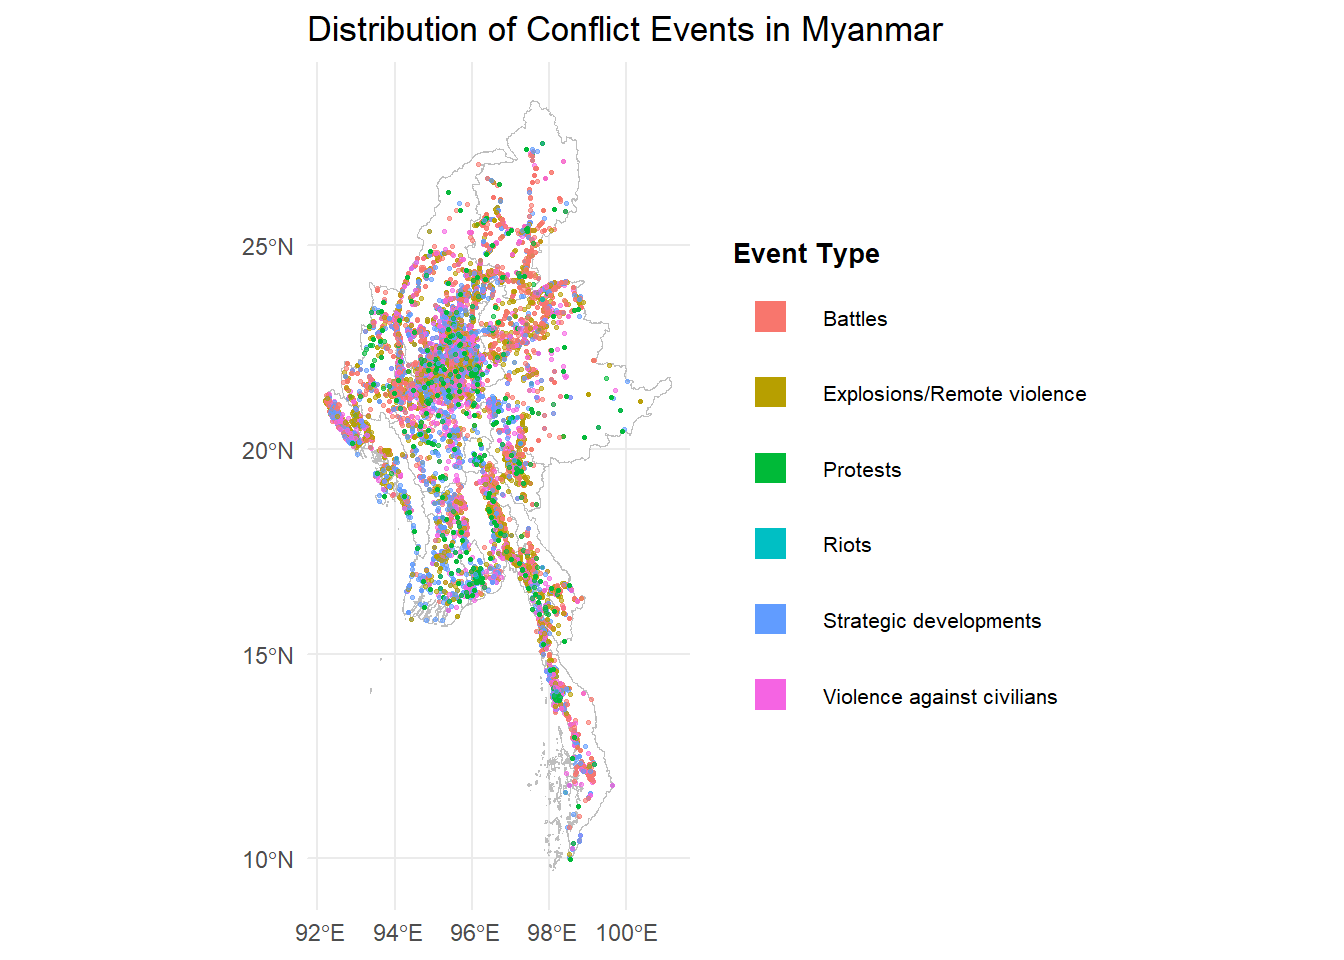 Distribution of Conflict Events in Myanmar
25°N
20°N
15°N
10°N
92°E 94°E 96°E 98°E 100°E
Event Type
Battles
Explosions/Remote violence
Protests
Riots
Strategic developments
Violence against civilians